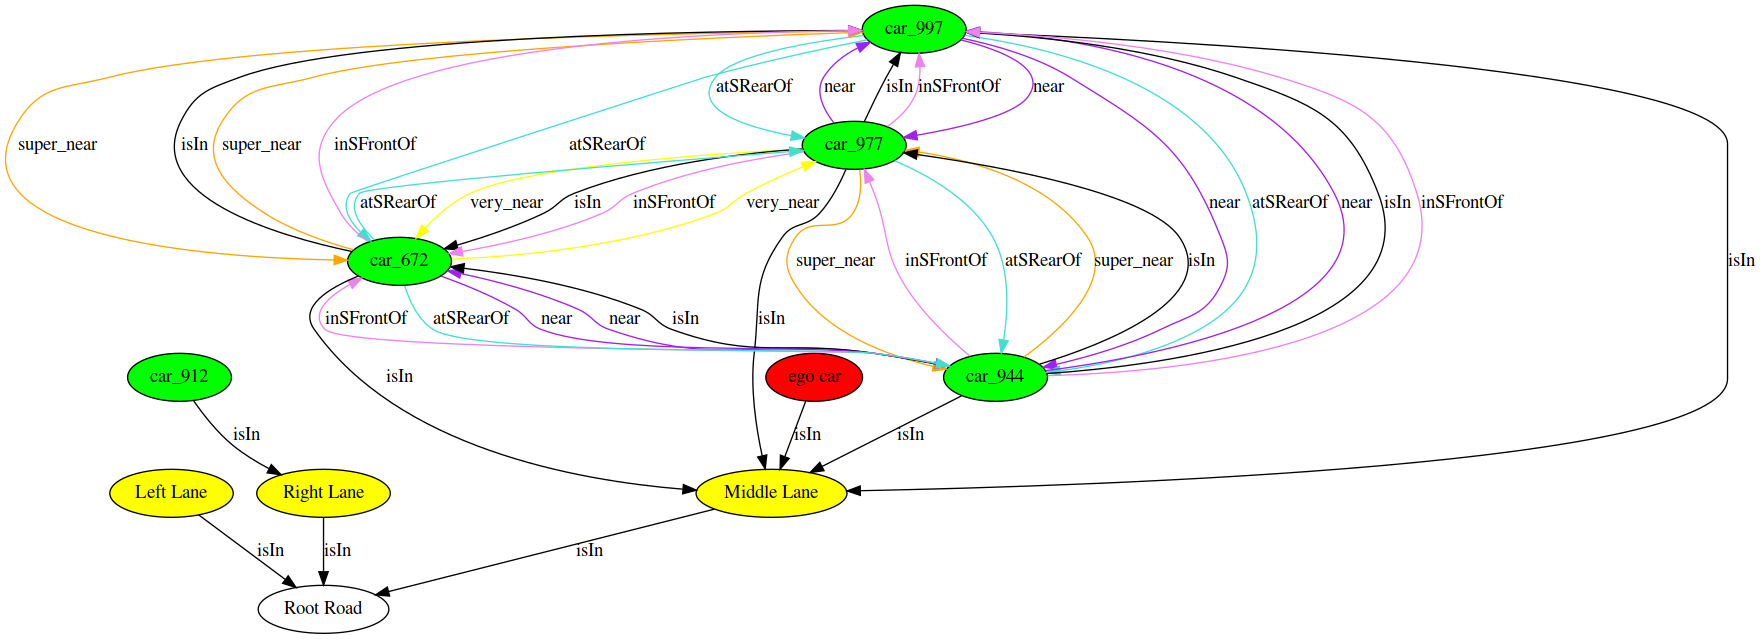 car_997
atSRearOf
near
isIn
inSFrontOf
near
super_near
isIn
super_near
inSFrontOf
atSRearOf
car_977
atSRearOf
very_near
isIn
inSFrontOf
very_near
near
atSRearOf
near
isIn
inSFrontOf
car_672
super_near
inSFrontOf
atSRearOf
super_near
isIn
isIn
inSFrontOf
atSRearOf
near
near
isIn
isIn
car_912
isIn
ego car
car_944
isIn
isIn
isIn
Left Lane
Right Lane
Middle Lane
isIn
isIn
isIn
Root Road